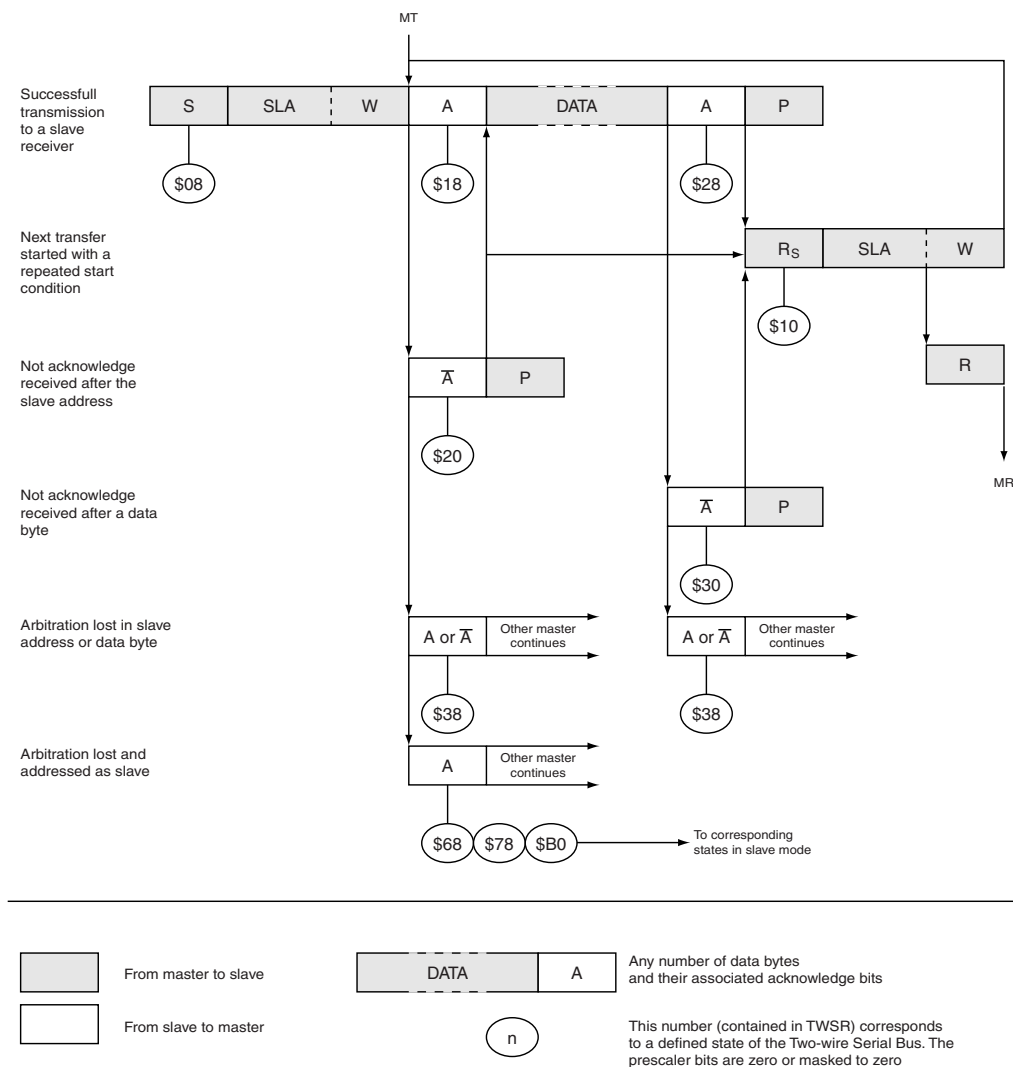 MT
Successfull
transmission
to a slave
receiver
S SLA W A DATA A P
$08 $18 $28
Next transfer
started with a
repeated start
condition
RS SLA W
$10
Not acknowledge
received after the
slave address
A̅ P
R
$20
MR
Not acknowledge
received after a data
byte
A̅ P
$30
Arbitration lost in slave
address or data byte
A or A̅
Other master
continues
A or A̅
Other master
continues
$38 $38
Arbitration lost and
addressed as slave
A
Other master
continues
$68 $78 $B0
To corresponding
states in slave mode
From master to slave
DATA A
Any number of data bytes
and their associated acknowledge bits
From slave to master
n
This number (contained in TWSR) corresponds
to a defined state of the Two-wire Serial Bus. The
prescaler bits are zero or masked to zero